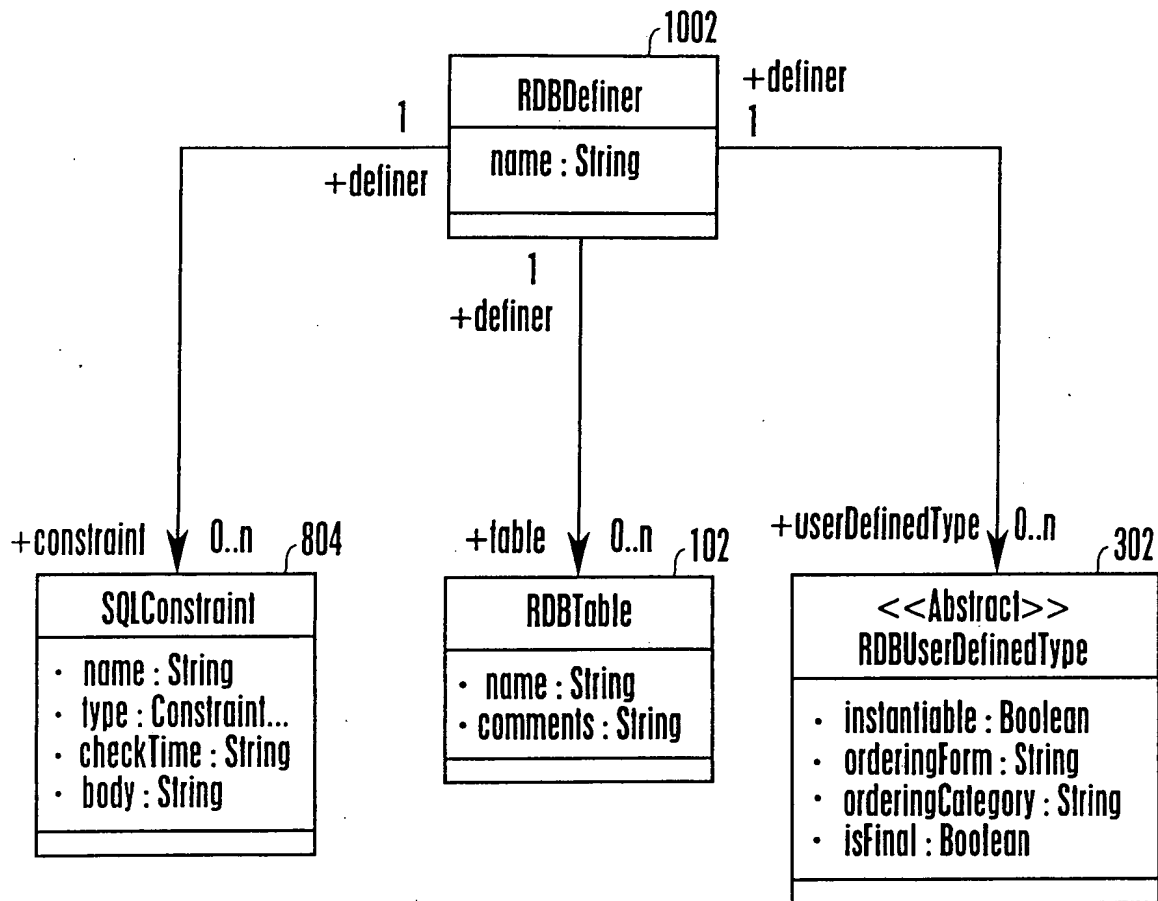 1002
RDBDefiner
name : String
1
+definer
+definer
1
1
+definer
+constraint
0..n
804
SQLConstraint
· name : String
· type : Constraint...
· checkTime : String
· body : String
+table
0..n
102
RDBTable
· name : String
· comments : String
+userDefinedType
0..n
302
<<Abstract>>
RDBUserDefinedType
· instantiable : Boolean
· orderingForm : String
· orderingCategory : String
· isFinal : Boolean